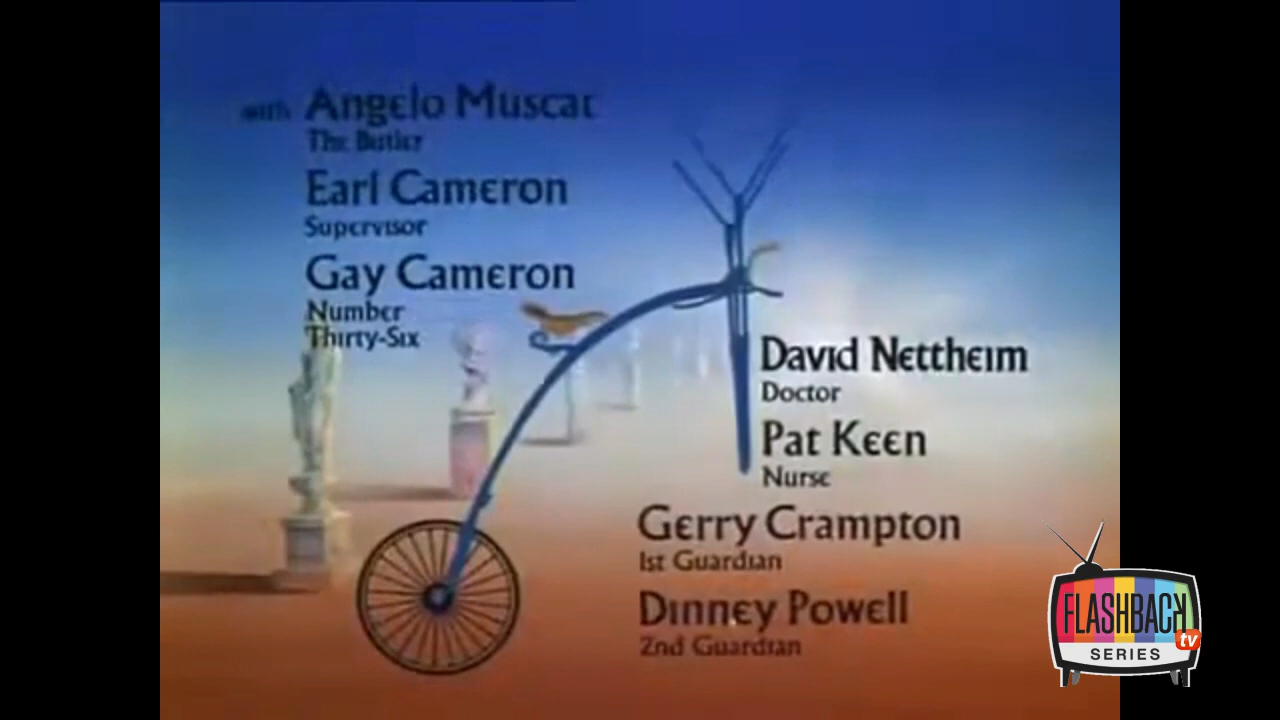 with Angelo Muscat
The Butler
Earl Cameron
Supervisor
Gay Cameron
Number
Thirty-Six
David Nettheim
Doctor
Pat Keen
Nurse
Gerry Crampton
1st Guardian
Dinney Powell
2nd Guardian
FLASHBACK
tv
SERIES